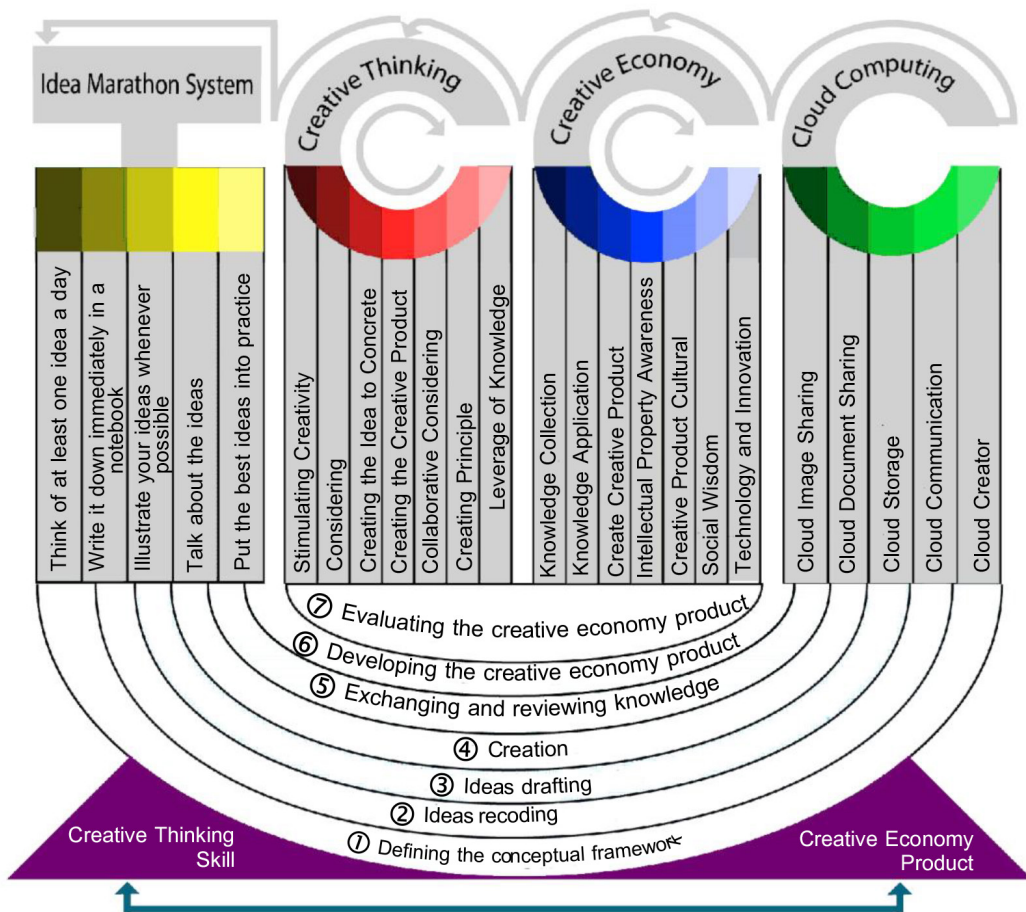 Idea Marathon System
Creative Thinking
Creative Economy
Cloud Computing
Think of at least one idea a day
Write it down immediately in a
notebook
Illustrate your ideas whenever
possible
Talk about the ideas
Put the best ideas into practice
Stimulating Creativity
Considering
Creating the Idea to Concrete
Creating the Creative Product
Collaborative Considering
Creating Principle
Leverage of Knowledge
Knowledge Collection
Knowledge Application
Create Creative Product
Intellectual Property Awareness
Creative Product Cultural
Social Wisdom
Technology and Innovation
Cloud Image Sharing
Cloud Document Sharing
Cloud Storage
Cloud Communication
Cloud Creator
⑦ Evaluating the creative economy product
⑥ Developing the creative economy product
⑤ Exchanging and reviewing knowledge
④ Creation
③ Ideas drafting
② Ideas recoding
① Defining the conceptual framework
Creative Thinking
Skill
Creative Economy
Product